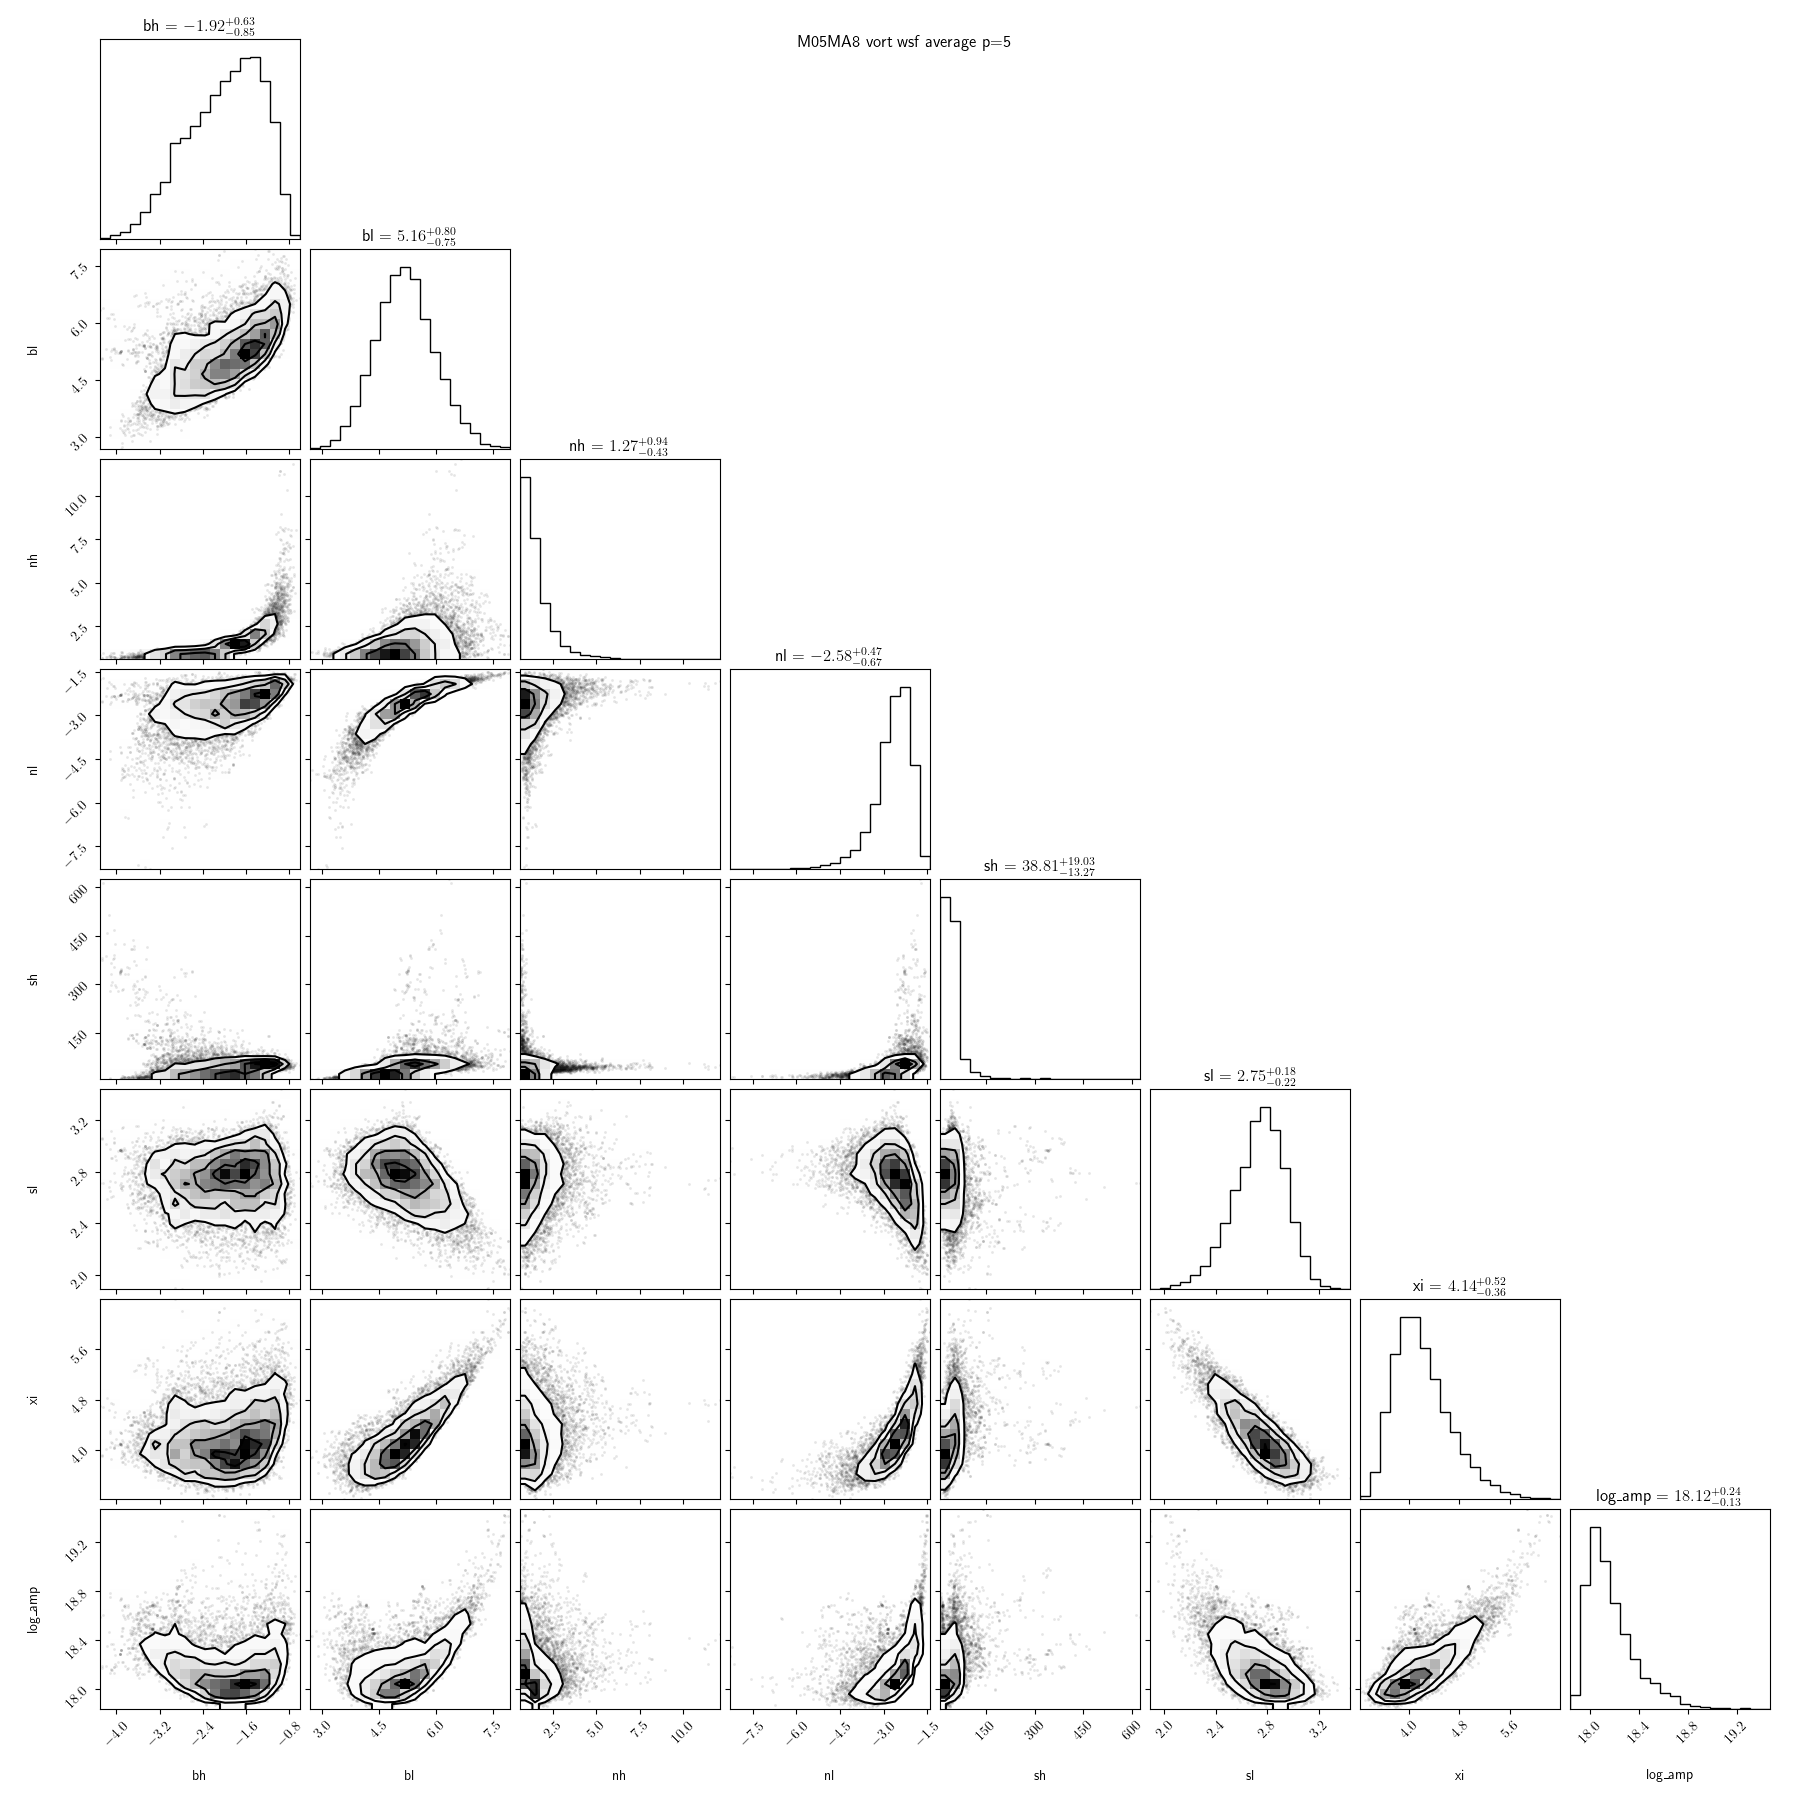 bh = −1.92 +0.63 −0.85
M05MA8 vort wsf average p=5
bl = 5.16 +0.80 −0.75
7.5
6.0
4.5
3.0
bl
nh = 1.27 +0.94 −0.43
10.0
7.5
5.0
2.5
nh
nl = −2.58 +0.47 −0.67
−1.5
−3.0
−4.5
−6.0
−7.5
nl
sh = 38.81 +19.03 −13.27
600
450
300
150
sh
sl = 2.75 +0.18 −0.22
3.2
2.8
2.4
2.0
sl
xi = 4.14 +0.52 −0.36
5.6
4.8
4.0
xi
log_amp = 18.12 +0.24 −0.13
19.2
18.8
18.4
18.0
log_amp
−4.0 −3.2 −2.4 −1.6 −0.8 3.0 4.5 6.0 7.5 2.5 5.0 7.5 10.0 −7.5 −6.0 −4.5 −3.0 −1.5 150 300 450 600 2.0 2.4 2.8 3.2 4.0 4.8 5.6 18.0 18.4 18.8 19.2
bh bl nh nl sh sl xi log_amp